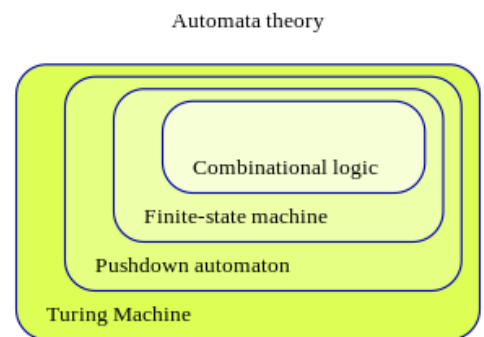 Automata theory
Combinational logic
Finite-state machine
Pushdown automaton
Turing Machine